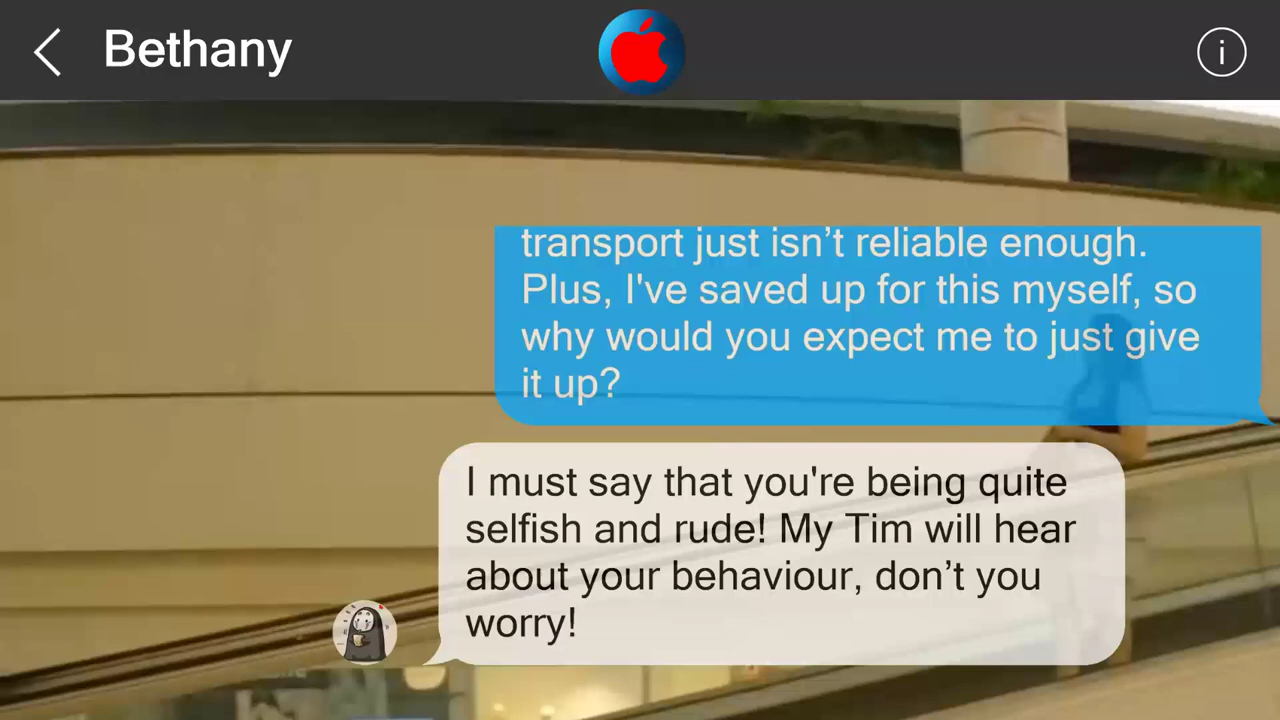 Bethany
i
transport just isn’t reliable enough.
Plus, I've saved up for this myself, so
why would you expect me to just give
it up?
I must say that you're being quite
selfish and rude! My Tim will hear
about your behaviour, don’t you
worry!